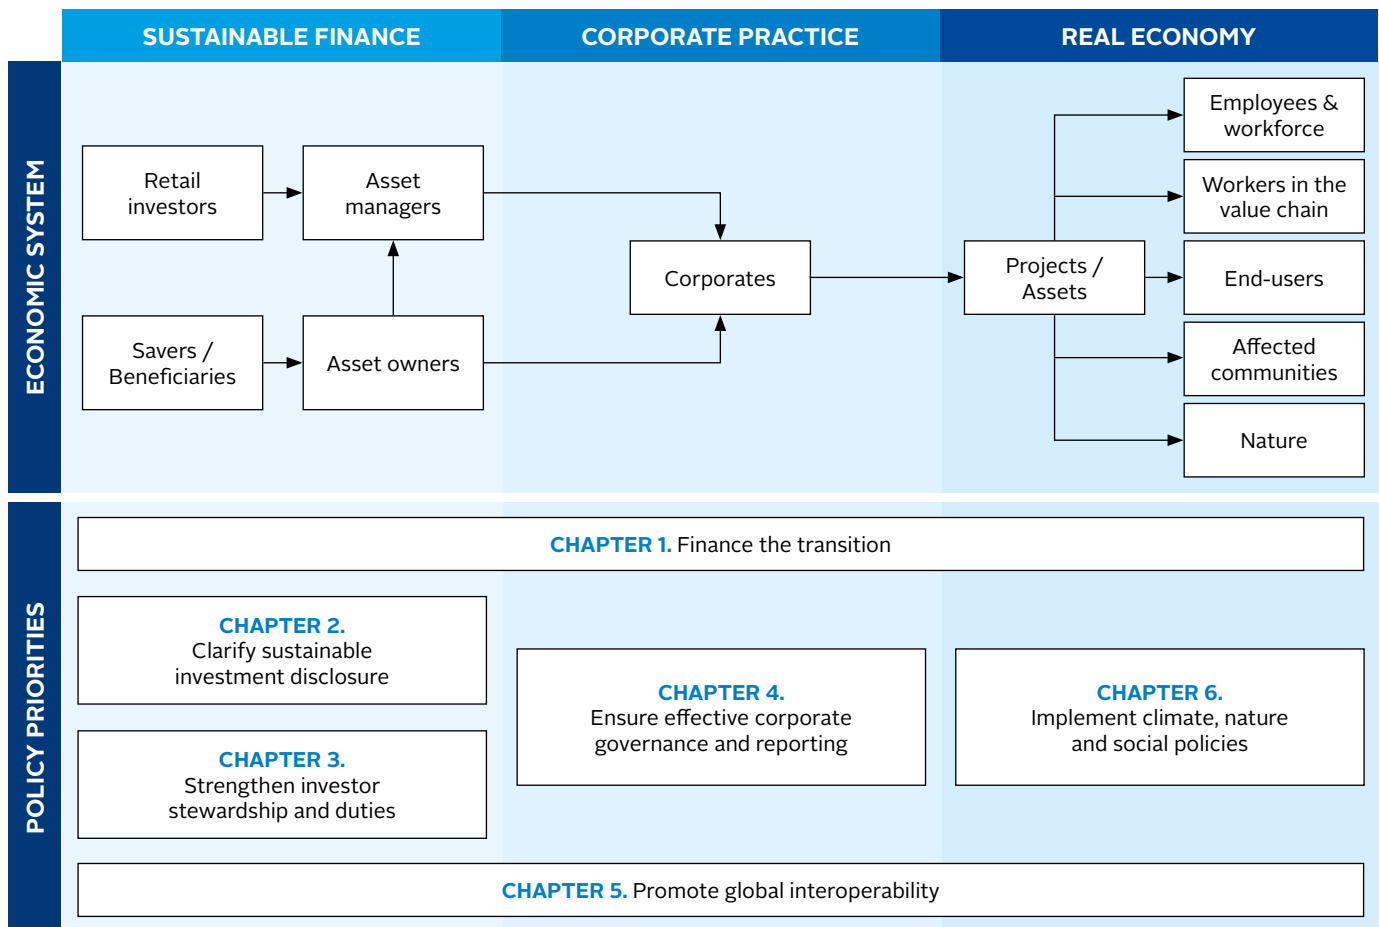 SUSTAINABLE FINANCE
CORPORATE PRACTICE
REAL ECONOMY
ECONOMIC SYSTEM
Retail
investors
Asset
managers
Savers /
Beneficiaries
Asset owners
Corporates
Projects /
Assets
Employees &
workforce
Workers in the
value chain
End-users
Affected
communities
Nature
POLICY PRIORITIES
CHAPTER 1. Finance the transition
CHAPTER 2.
Clarify sustainable
investment disclosure
CHAPTER 3.
Strengthen investor
stewardship and duties
CHAPTER 4.
Ensure effective corporate
governance and reporting
CHAPTER 6.
Implement climate, nature
and social policies
CHAPTER 5. Promote global interoperability